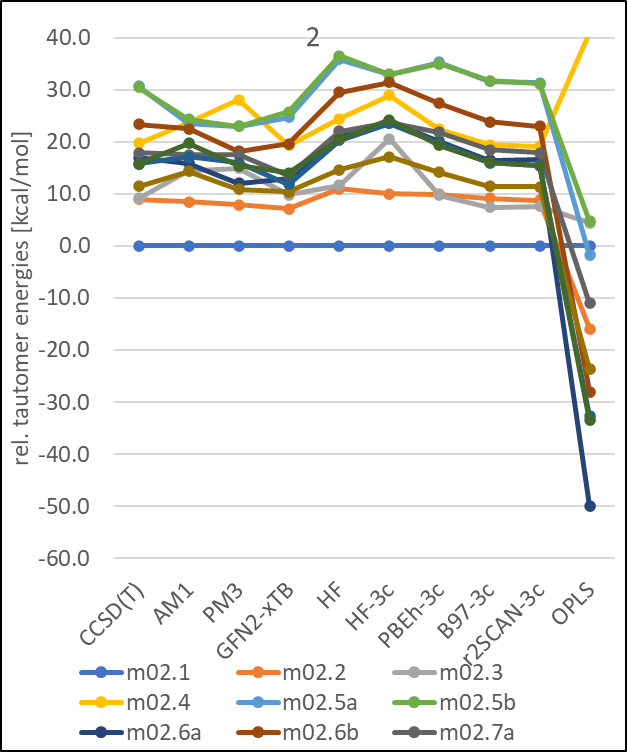 2
40.0
30.0
20.0
10.0
0.0
-10.0
-20.0
-30.0
-40.0
-50.0
-60.0
rel. tautomer energies [kcal/mol]
CCSD(T)
AM1
PM3
GFN2-xTB
HF
HF-3c
PBEh-3c
B97-3c
r2SCAN-3c
OPLS
m02.1 m02.2 m02.3
m02.4 m02.5a m02.5b
m02.6a m02.6b m02.7a